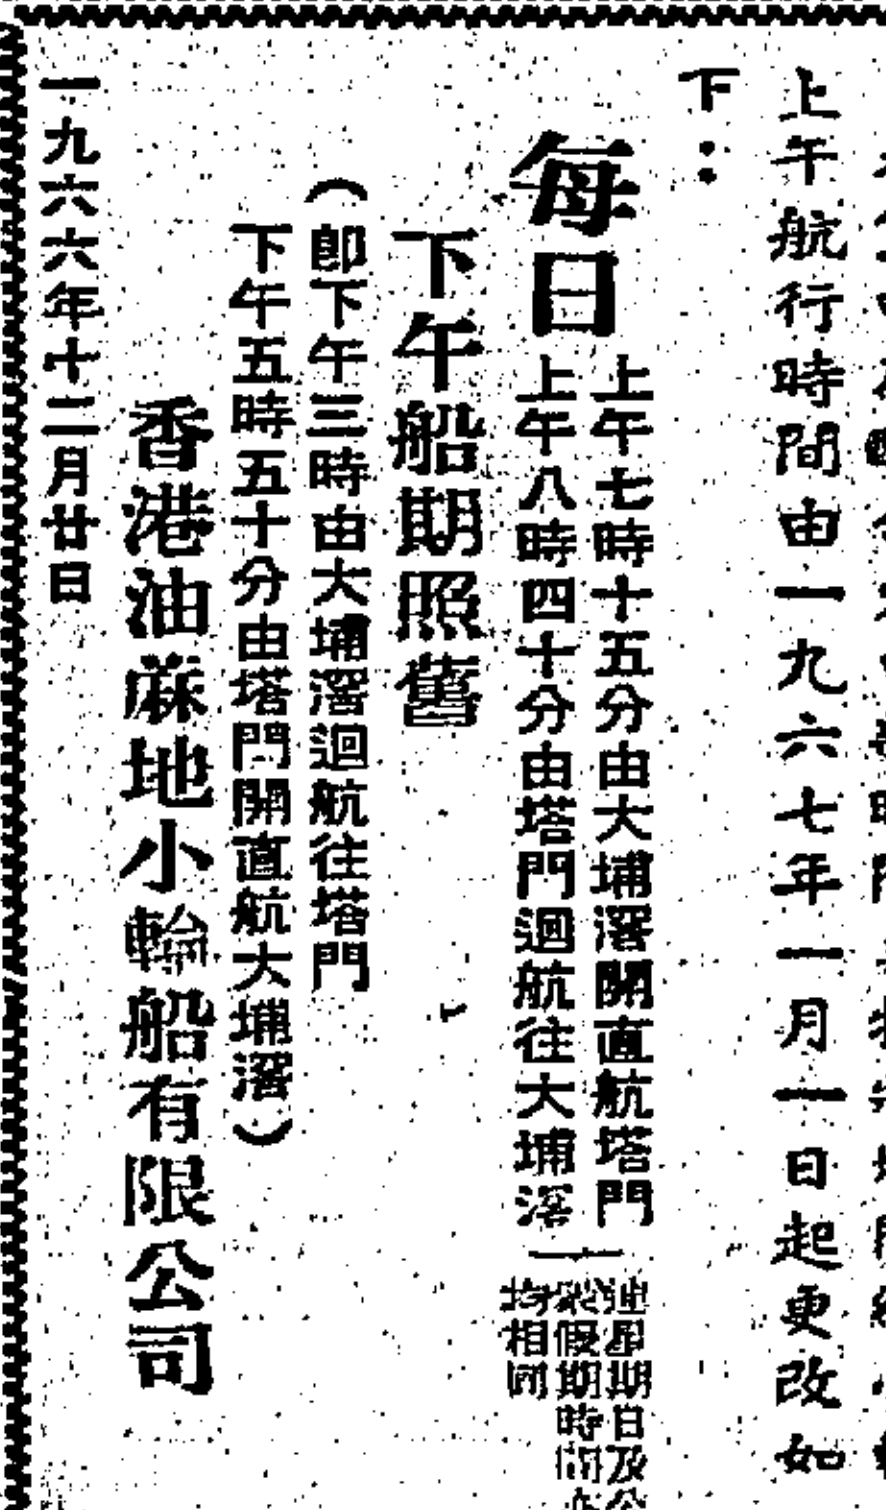 上午航行時間由一九六七年一月一日起更改如
下：
每日
上午七時十五分由大埔滘開直航塔門
上午八時四十分由塔門迴航往大埔滘
連星期日及公
眾假期時間
均相同
下午船期照舊
（即下午三時由大埔滘迴航往塔門
下午五時五十分由塔門開直航大埔滘）
香港油麻地小輪船有限公司
一九六六年十二月廿日